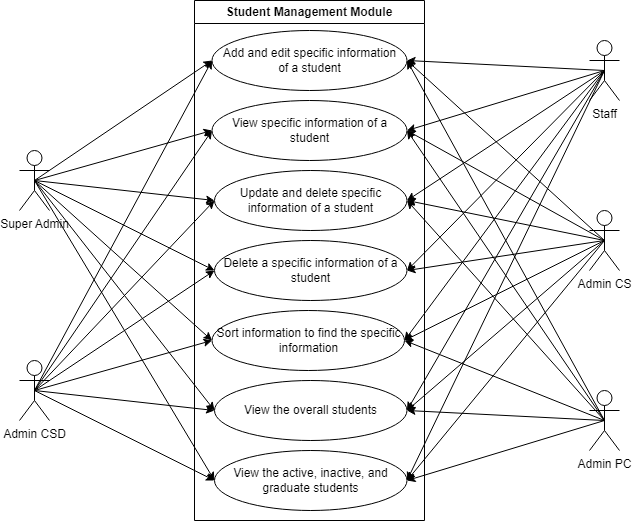 Student Management Module
Add and edit specific information
of a student
View specific information of a
student
Update and delete specific
information of a student
Delete a specific information of a
student
Sort information to find the specific
information
View the overall students
View the active, inactive, and
graduate students
Super Admin
Admin CSD
Staff
Admin CS
Admin PC